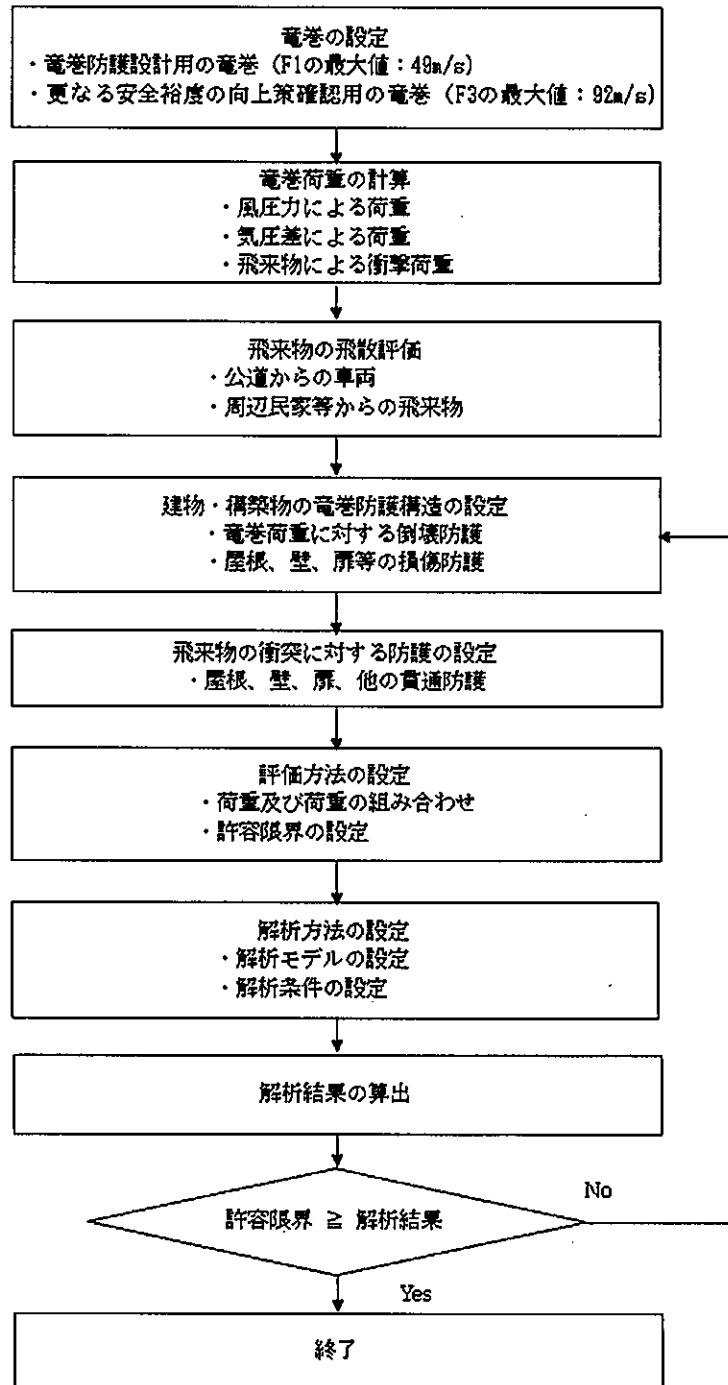 竜巻の設定
・竜巻防護設計用の竜巻（F1の最大値：49m/s）
・更なる安全裕度の向上策確認用の竜巻（F3の最大値：92m/s）
竜巻荷重の計算
・風圧力による荷重
・気圧差による荷重
・飛来物による衝撃荷重
飛来物の飛散評価
・公道からの車両
・周辺民家等からの飛来物
建物・構築物の竜巻防護構造の設定
・竜巻荷重に対する倒壊防護
・屋根、壁、扉等の損傷防護
飛来物の衝突に対する防護の設定
・屋根、壁、扉、他の貫通防護
評価方法の設定
・荷重及び荷重の組み合わせ
・許容限界の設定
解析方法の設定
・解析モデルの設定
・解析条件の設定
解析結果の算出
No
許容限界 ≧ 解析結果
Yes
終了